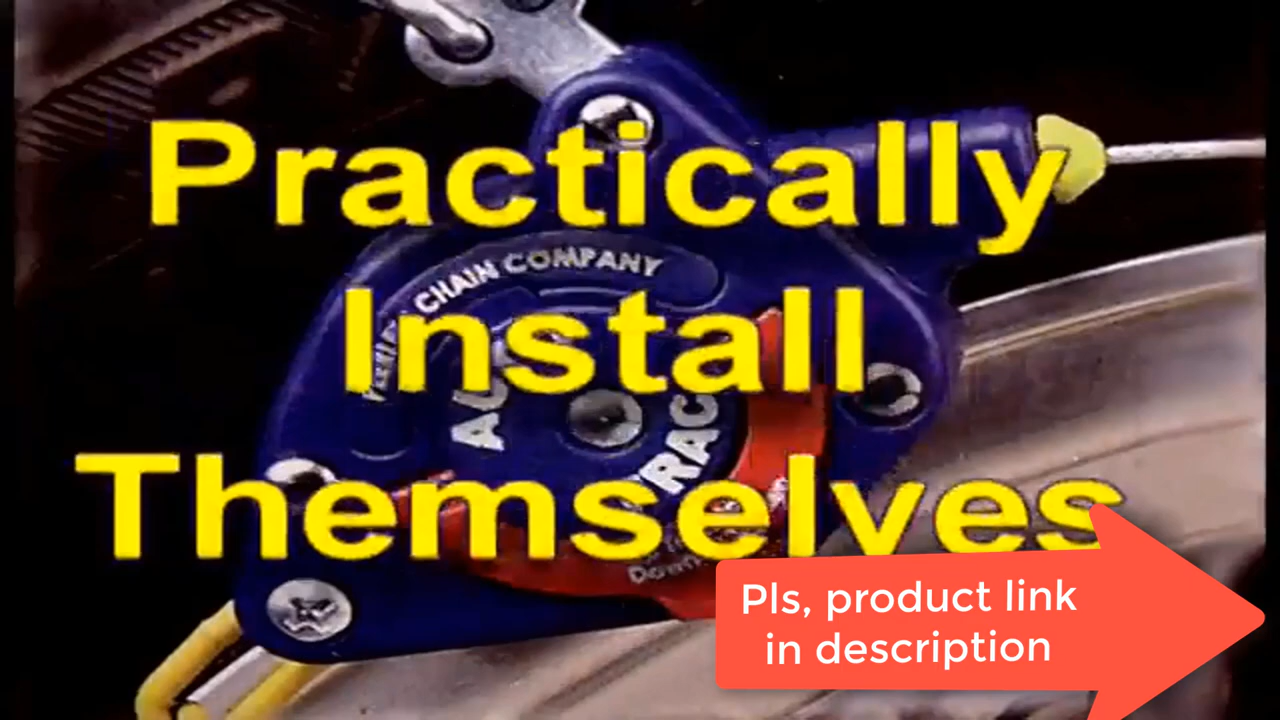 Practically
CHAIN COMPANY
Install
Themselves
Pls, product link
in description